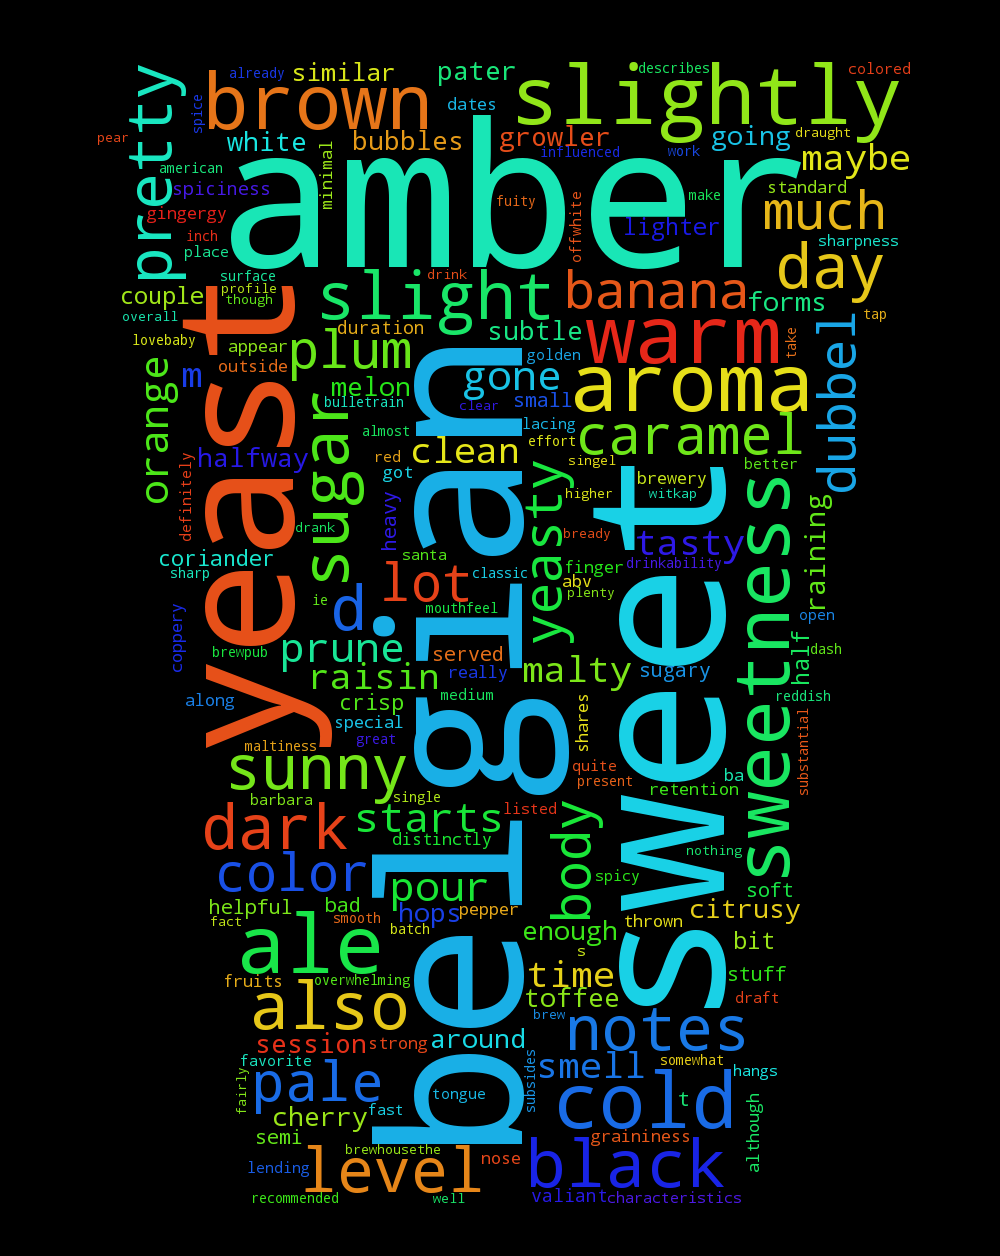 already
similar
pater
slightly
describes
colored
pretty
spice
brown
dates
pear
white
bubbles
growler
influenced
work
going
draught
maybe
amber
american
minimal
spiciness
fuity
offwhite
make
standard
much
gingergy
inch
lighter
sharpness
place
day
surface
profile
though
drink
slight
banana
forms
couple
overall
tap
lovebaby
yeast
duration
subtle
warm
take
dubbel
appear
plum
belgian
golden
outside
m
melon
gone
small
aroma
orange
bulletrain
clear
sugar
almost
lacing
effort
caramel
clean
definitely
halfway
red
got
singel
better
yeasty
sweet
brewery
sweetness
heavy
higher
witkap
raining
drank
bready
tasty
coriander
santa
drinkability
sharp
lot
classic
finger
abv
plenty
ie
d
mouthfeel
open
coppery
brewpub
prune
served
half
dash
raisin
really
malty
sugary
along
crisp
medium
reddish
special
shares
substantial
maltiness
great
sunny
quite
present
ba
retention
barbara
single
dark
starts
listed
body
distinctly
nothing
color
pour
spicy
soft
helpful
bad
hops
pepper
citrusy
fact
smooth
batch
thrown
ale
enough
bit
s
fruits
overwhelming
time
stuff
also
toffee
draft
brew
notes
session
strong
around
favorite
smell
somewhat
hangs
fairly
pale
tongue
subsides
cold
t
cherry
fast
although
semi
graininess
brewhousethe
lending
level
nose
black
recommended
well
valiant
characteristics